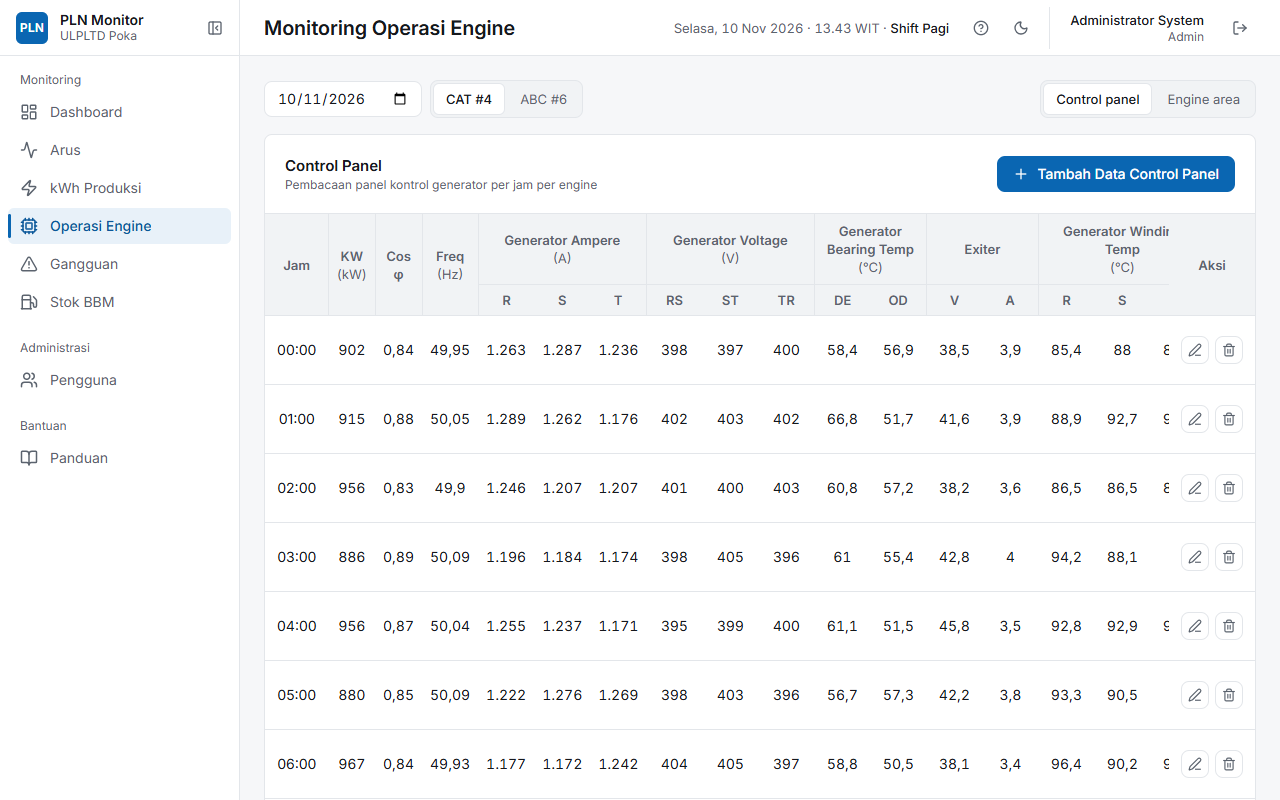 PLN
PLN Monitor
ULPLTD Poka
Monitoring
Dashboard
Arus
kWh Produksi
Operasi Engine
Gangguan
Stok BBM
Administrasi
Pengguna
Bantuan
Panduan
Monitoring Operasi Engine
Selasa, 10 Nov 2026 · 13.43 WIT · Shift Pagi
Administrator System
Admin
10/11/2026
CAT #4
ABC #6
Control panel
Engine area
Control Panel
Pembacaan panel kontrol generator per jam per engine
Tambah Data Control Panel
Jam KW (kW) Cos φ Freq (Hz) Generator Ampere (A) Generator Voltage (V) Generator Bearing Temp (°C) Exiter Generator Temp (°C) Aksi
R S T RS ST TR DE OD V A R S
00:00 902 0,84 49,95 1.263 1.287 1.236 398 397 400 58,4 56,9 38,5 3,9 85,4 88
01:00 915 0,88 50,05 1.289 1.262 1.176 402 403 402 66,8 51,7 41,6 3,9 88,9 92,7
02:00 956 0,83 49,9 1.246 1.207 1.207 401 400 403 60,8 57,2 38,2 3,6 86,5 86,5
03:00 886 0,89 50,09 1.196 1.184 1.174 398 405 396 61 55,4 42,8 4 94,2 88,1
04:00 956 0,87 50,04 1.255 1.237 1.171 395 399 400 61,1 51,5 45,8 3,5 92,8 92,9
05:00 880 0,85 50,09 1.222 1.276 1.269 398 403 396 56,7 57,3 42,2 3,8 93,3 90,5
06:00 967 0,84 49,93 1.177 1.172 1.242 404 405 397 58,8 50,5 38,1 3,4 96,4 90,2